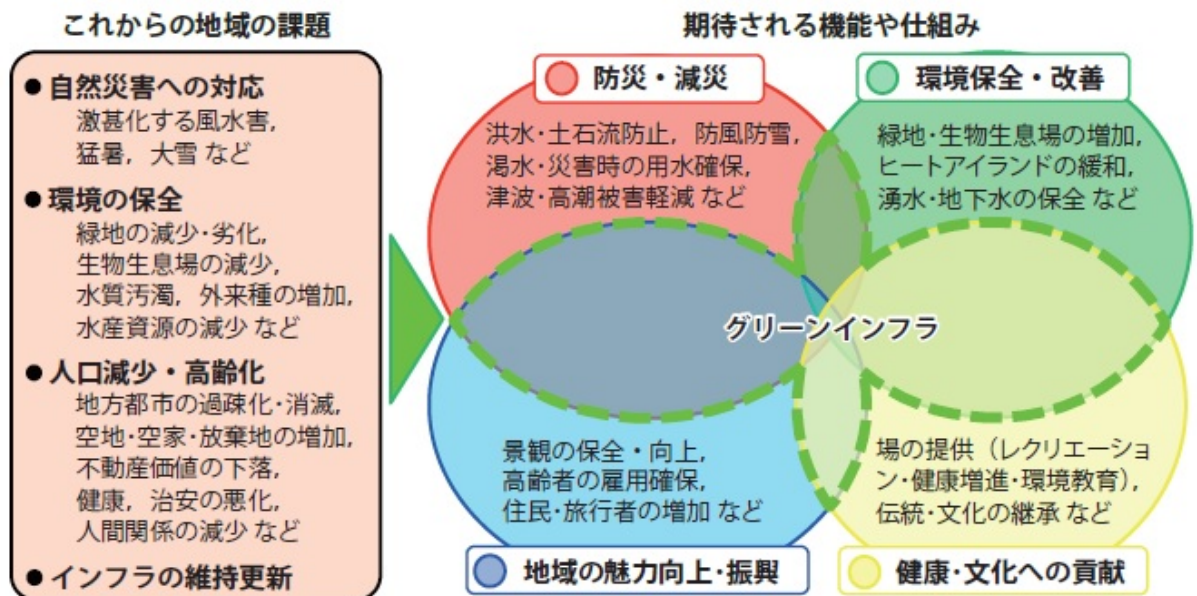 これからの地域の課題
● 自然災害への対応
激甚化する風水害，
猛暑，大雪 など
● 環境の保全
緑地の減少・劣化，
生物生息場の減少，
水質汚濁，外来種の増加，
水産資源の減少 など
● 人口減少・高齢化
地方都市の過疎化・消滅，
空地・空家・放棄地の増加，
不動産価値の下落，
健康，治安の悪化，
人間関係の減少 など
● インフラの維持更新
期待される機能や仕組み
防災・減災
洪水・土石流防止，防風防雪，
渇水・災害時の用水確保，
津波・高潮被害軽減 など
環境保全・改善
緑地・生物生息場の増加，
ヒートアイランドの緩和，
湧水・地下水の保全 など
グリーンインフラ
景観の保全・向上，
高齢者の雇用確保，
住民・旅行者の増加 など
地域の魅力向上・振興
場の提供（レクリエーショ
ン・健康増進・環境教育），
伝統・文化の継承 など
健康・文化への貢献